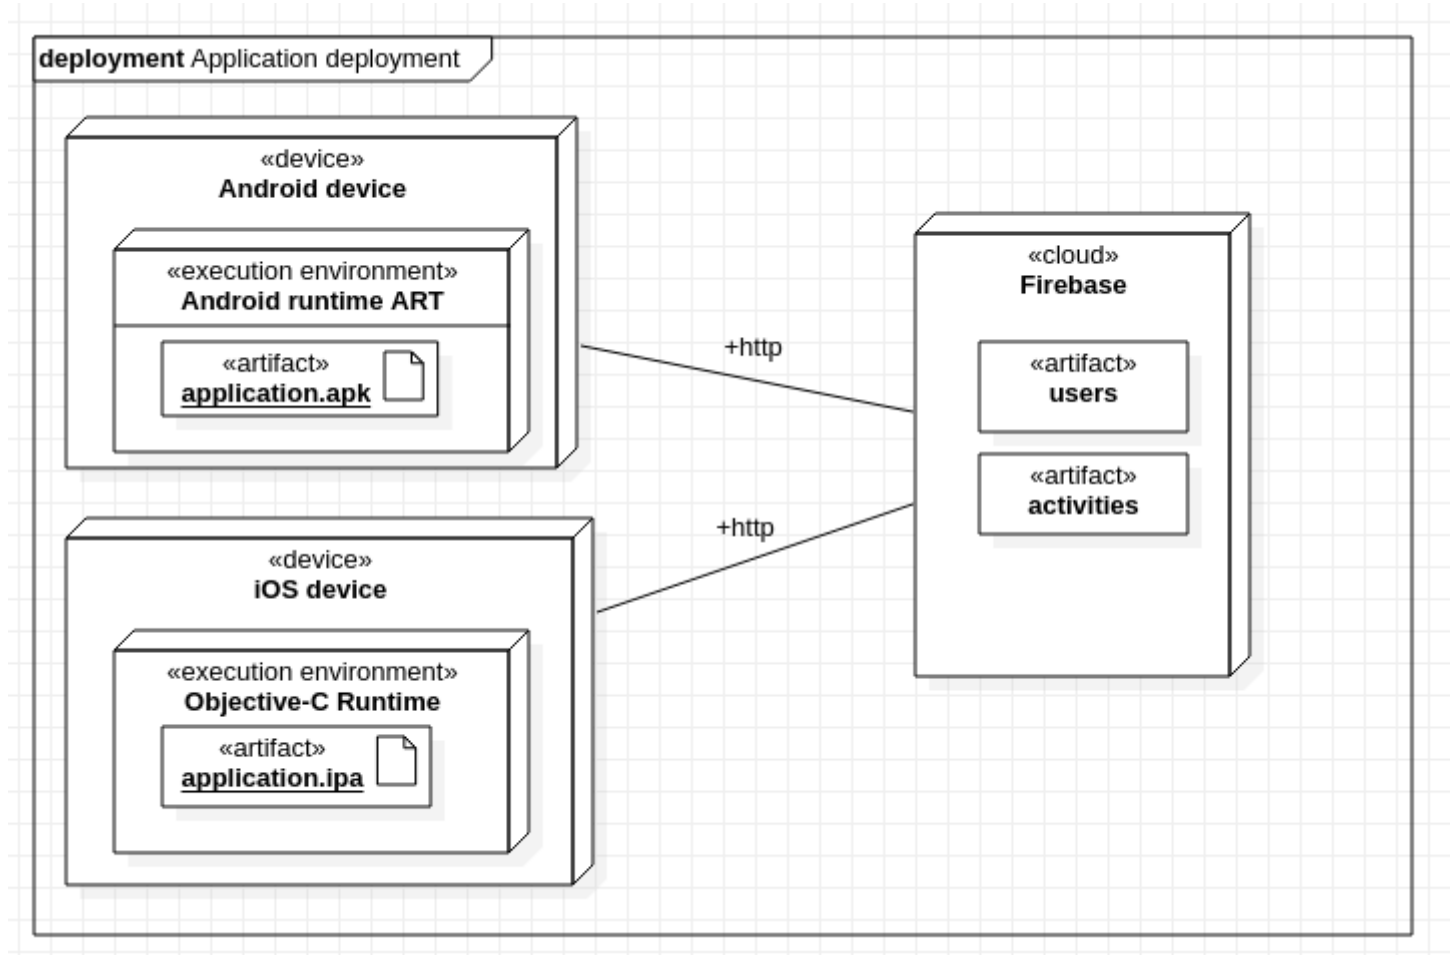 deployment Application deployment
«device»
Android device
«execution environment»
Android runtime ART
«artifact»
application.apk
+http
«cloud»
Firebase
«artifact»
users
«artifact»
activities
+http
«device»
iOS device
«execution environment»
Objective-C Runtime
«artifact»
application.ipa